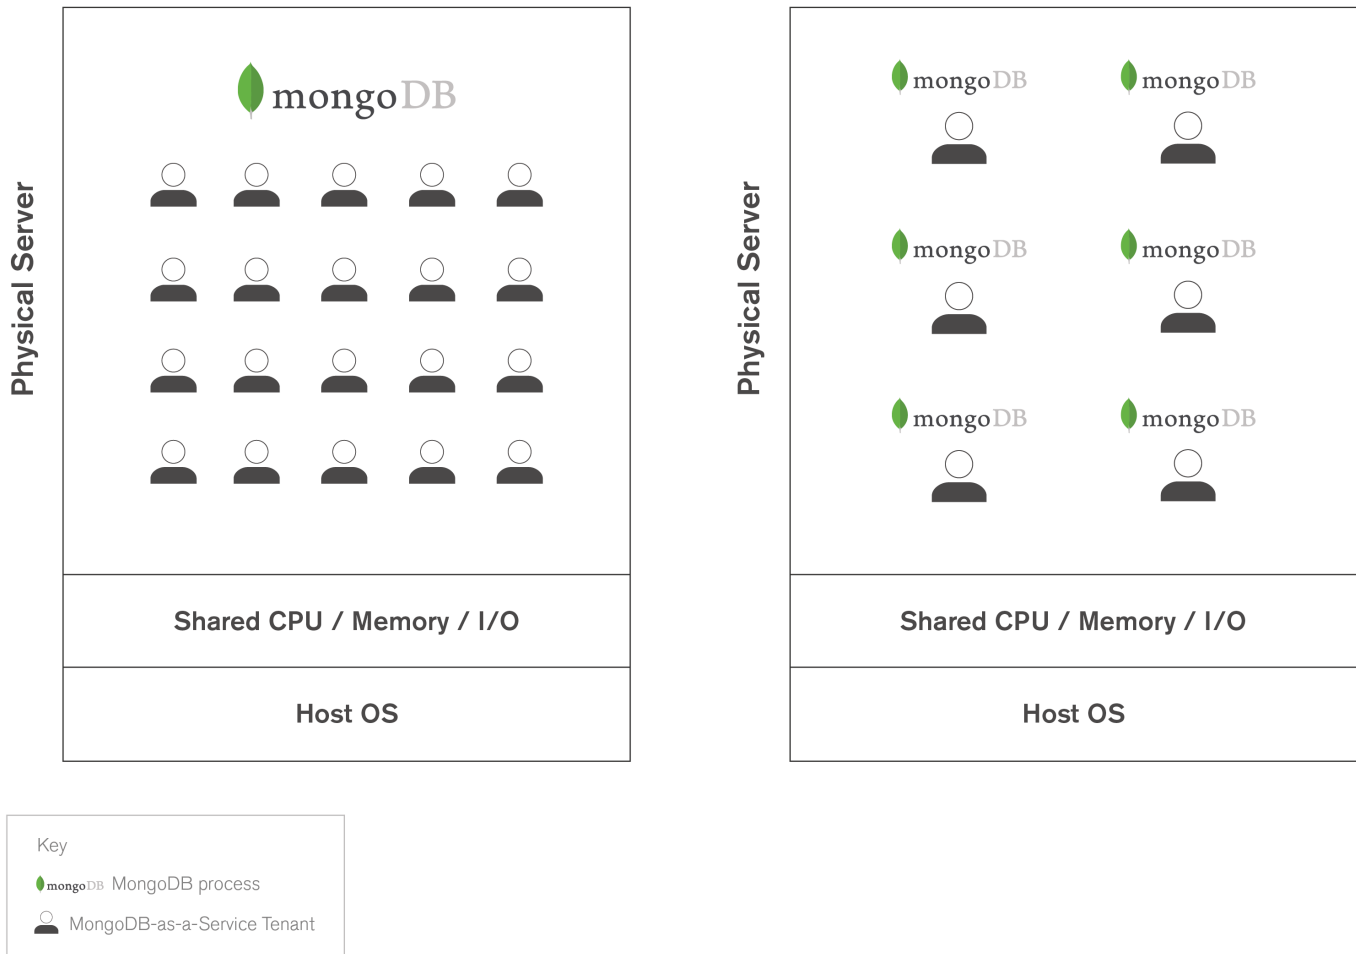 Physical Server
mongoDB
Shared CPU / Memory / I/O
Host OS
Physical Server
mongoDB mongoDB
mongoDB mongoDB
mongoDB mongoDB
Shared CPU / Memory / I/O
Host OS
Key
mongoDB MongoDB process
MongoDB-as-a-Service Tenant